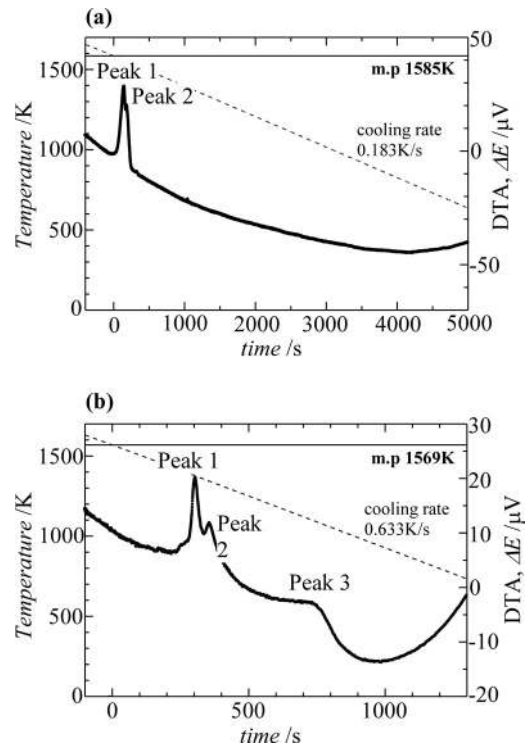 (a)
50
1500
Peak 1
m.p 1585K
Peak 2
cooling rate
0.183K/s
1000
0
500
-50
0
Temperature /K
DTA, ΔE / μV
0 1000 2000 3000 4000 5000
time /s
(b)
30
1500
m.p 1569K
Peak 1
20
cooling rate
0.633K/s
Peak
2
1000
10
Peak 3
0
500
-10
0
-20
Temperature /K
DTA, ΔE / μV
0 500 1000
time /s